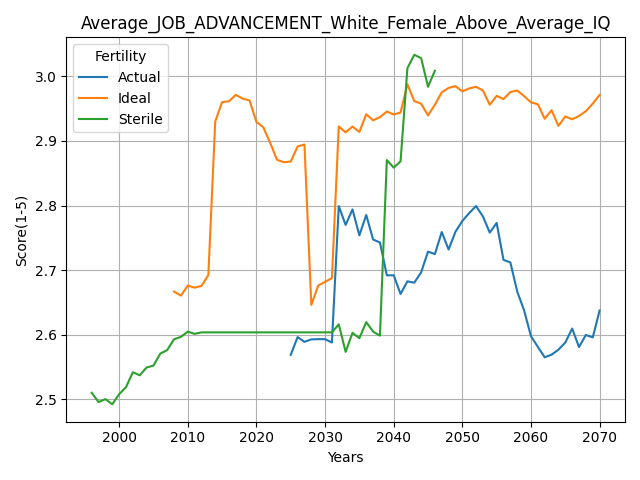 Average_JOB_ADVANCEMENT_White_Female_Above_Average_IQ
Fertility
Actual
Ideal
Sterile
Score(1-5)
3.0
2.9
2.8
2.7
2.6
2.5
2000 2010 2020 2030 2040 2050 2060 2070
Years